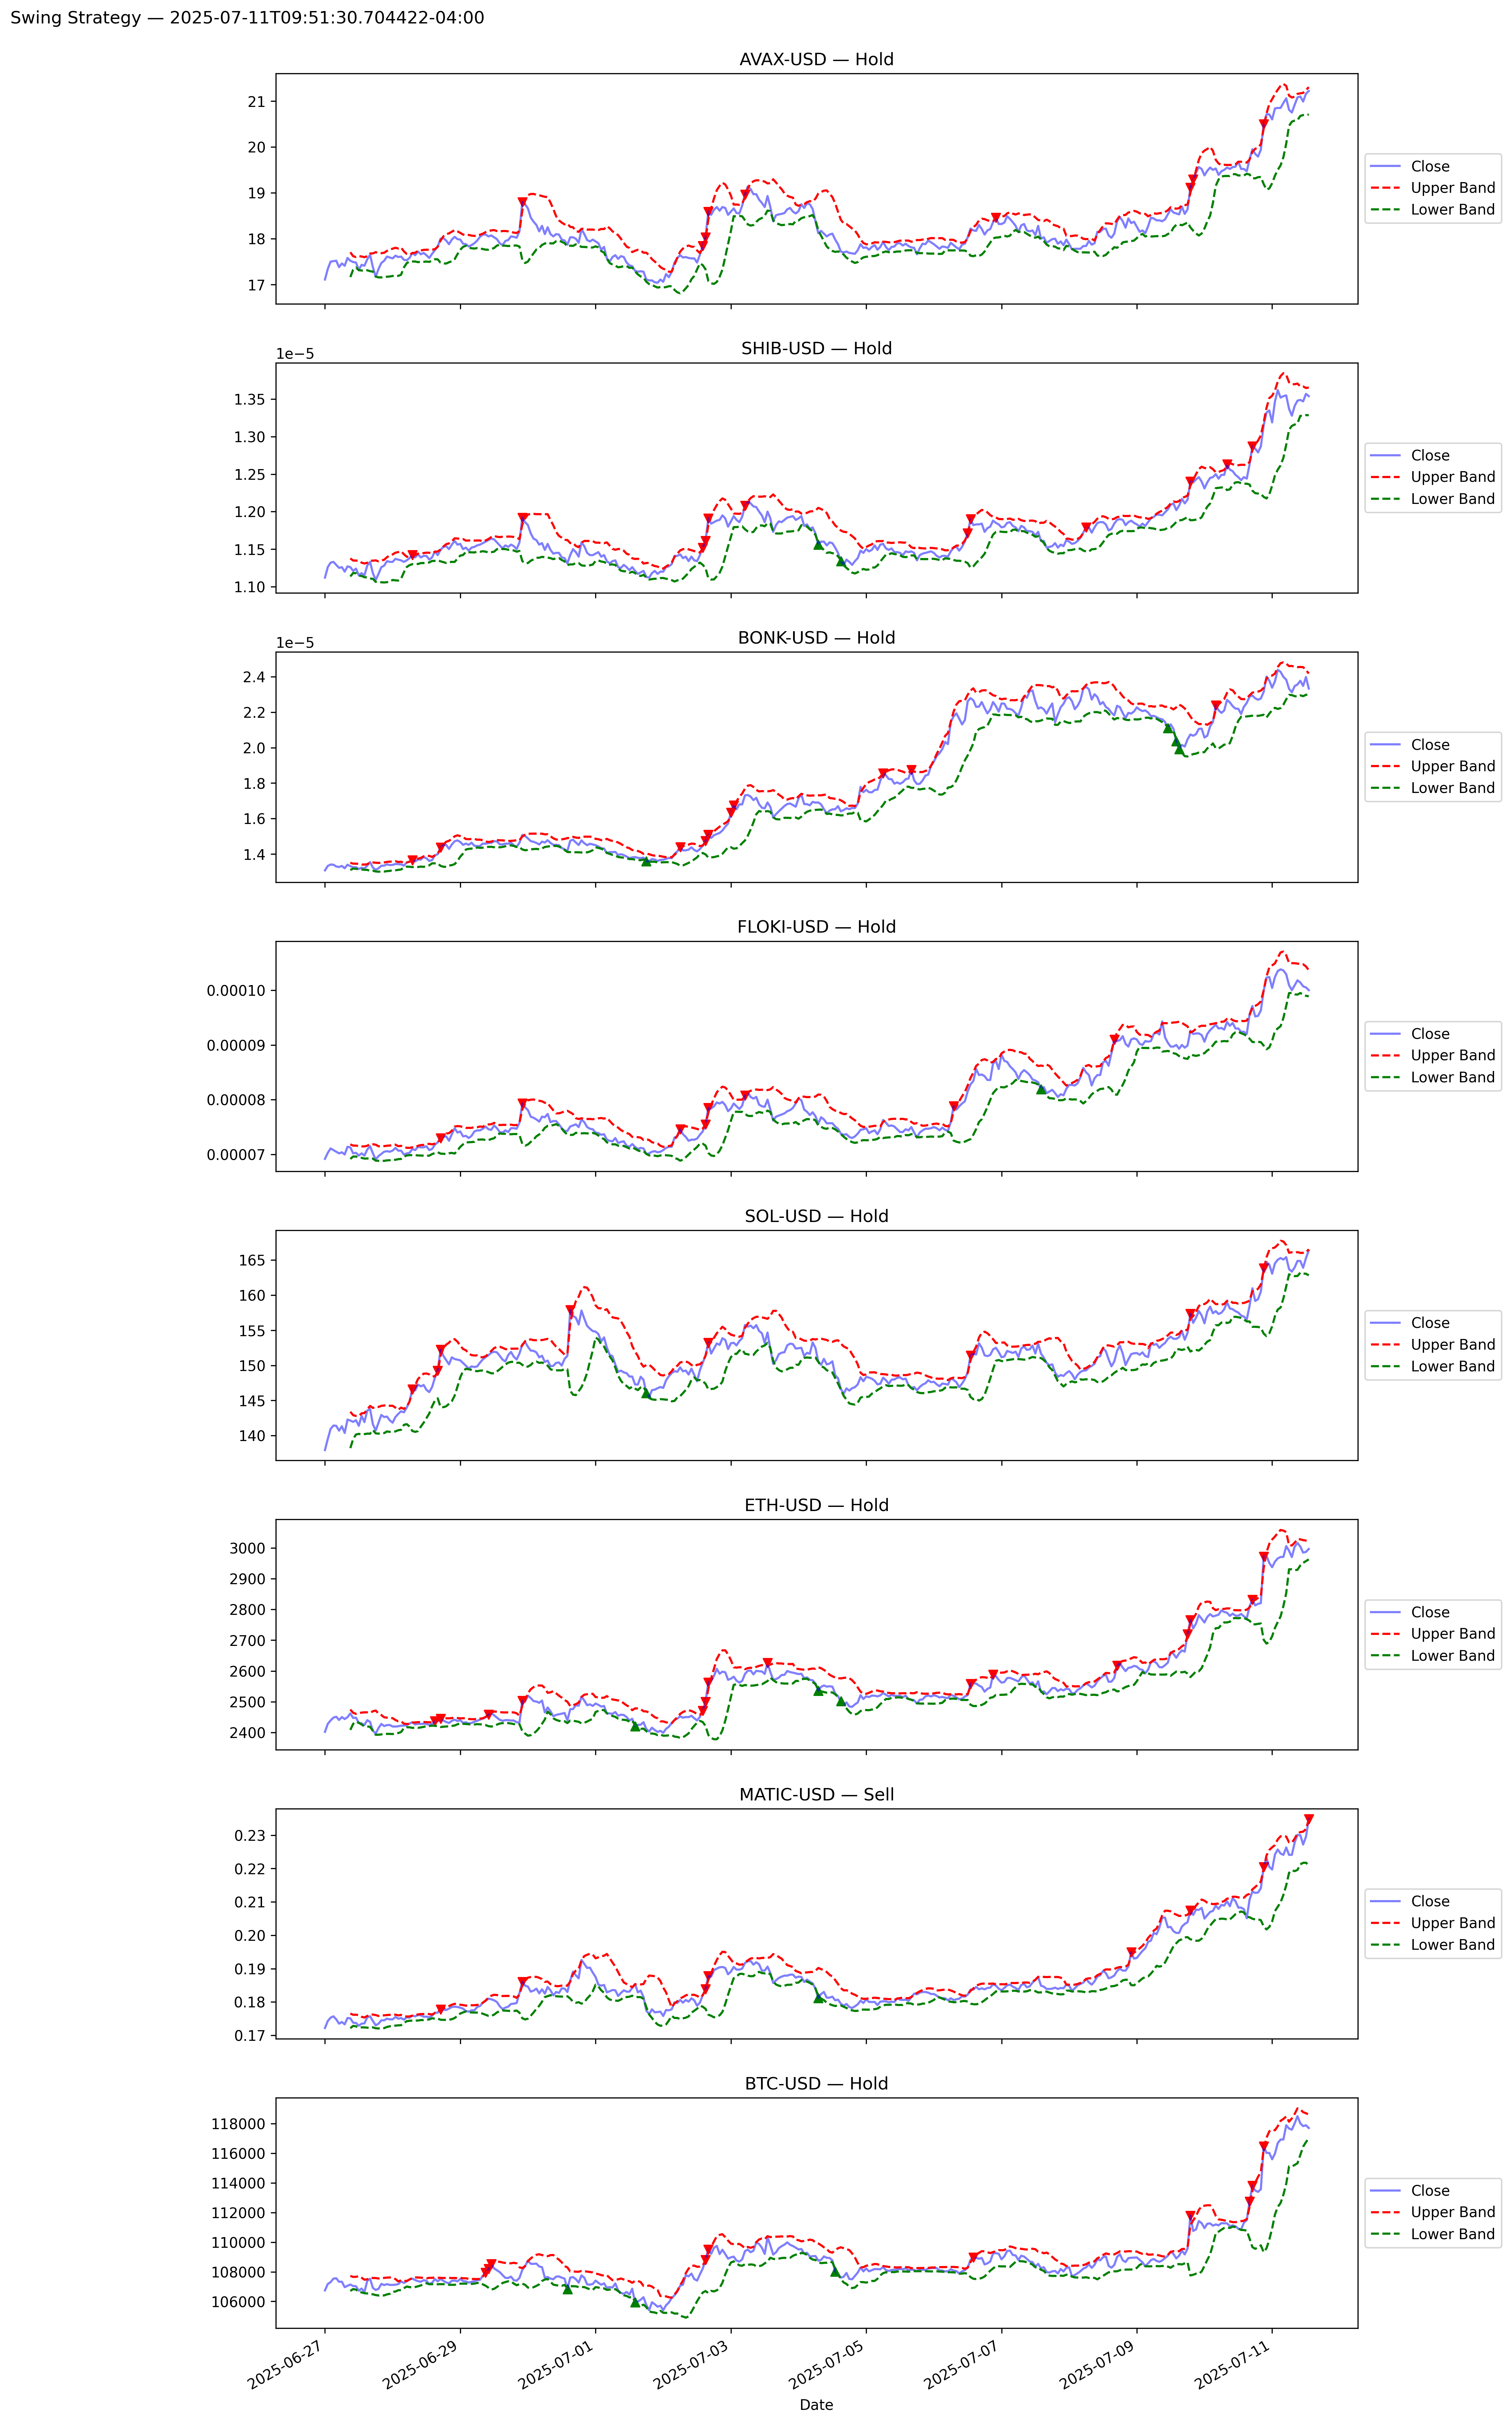 Swing Strategy — 2025-07-11T09:51:30.704422-04:00
AVAX-USD — Hold
21
20
19
18
17
Close
Upper Band
Lower Band
SHIB-USD — Hold
1e−5
1.35
1.30
1.25
1.20
1.15
1.10
Close
Upper Band
Lower Band
BONK-USD — Hold
1e−5
2.4
2.2
2.0
1.8
1.6
1.4
Close
Upper Band
Lower Band
FLOKI-USD — Hold
0.00010
0.00009
0.00008
0.00007
Close
Upper Band
Lower Band
SOL-USD — Hold
165
160
155
150
145
140
Close
Upper Band
Lower Band
ETH-USD — Hold
3000
2900
2800
2700
2600
2500
2400
Close
Upper Band
Lower Band
MATIC-USD — Sell
0.23
0.22
0.21
0.20
0.19
0.18
0.17
Close
Upper Band
Lower Band
BTC-USD — Hold
118000
116000
114000
112000
110000
108000
106000
Close
Upper Band
Lower Band
2025-06-27
2025-06-29
2025-07-01
2025-07-03
2025-07-05
2025-07-07
2025-07-09
2025-07-11
Date